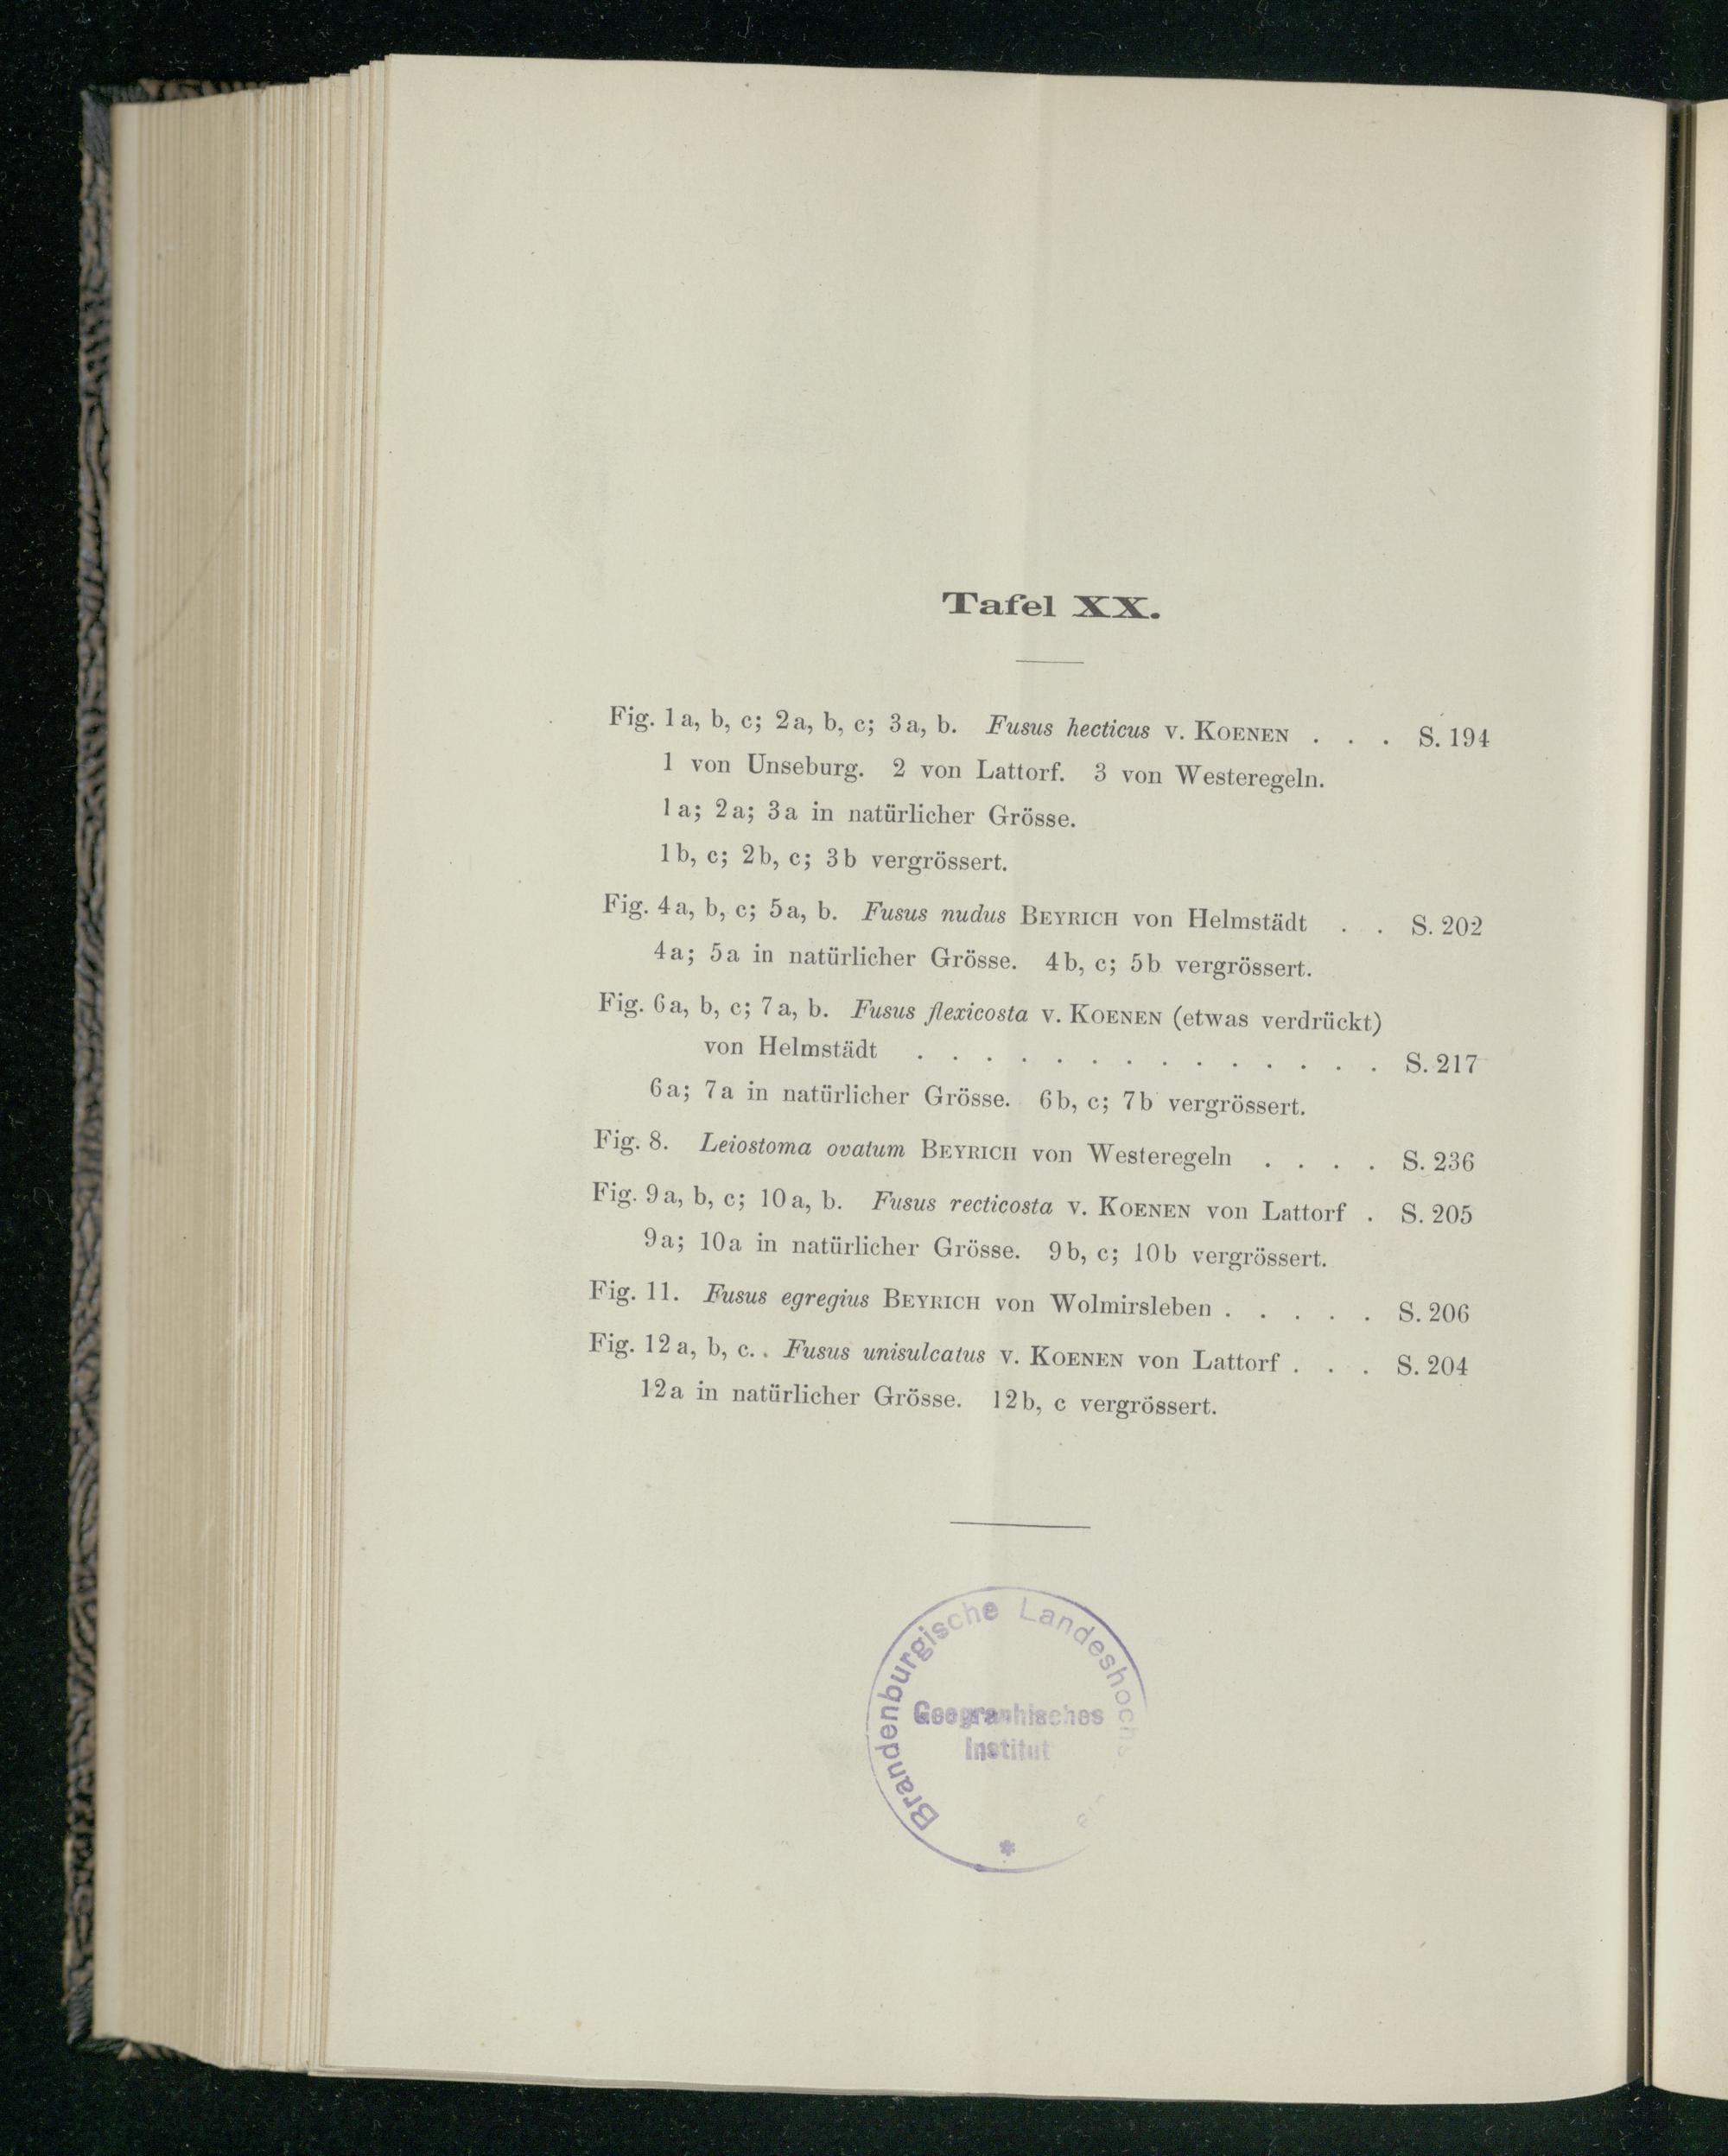 Tafel XX.
Fig. 1a, b, c; 2a, b, c; 3a, b. Fusus hecticus v. KOENEN . . . S. 194
1 von Unseburg. 2 von Lattorf. 3 von Westeregeln.
1a; 2a; 3a in natürlicher Grösse.
1b, c; 2b, c; 3b vergrössert.
Fig. 4a, b, c; 5a, b. Fusus nudus BEYRICH von Helmstädt . . S. 202
4a; 5a in natürlicher Grösse. 4b, c; 5b vergrössert.
Fig. 6a, b, c; 7a, b. Fusus flexicosta v. KOENEN (etwas verdrückt)
von Helmstädt . . . . . . . . . . . . . . S. 217
6a; 7a in natürlicher Grösse. 6b, c; 7b vergrössert.
Fig. 8. Leiostoma ovatum BEYRICH von Westeregeln . . . . S. 236
Fig. 9a, b, c; 10a, b. Fusus recticosta v. KOENEN von Lattorf . S. 205
9a; 10a in natürlicher Grösse. 9b, c; 10b vergrössert.
Fig. 11. Fusus egregius BEYRICH von Wolmirsleben . . . . . S. 206
Fig. 12a, b, c. . Fusus unisulcatus v. KOENEN von Lattorf . . . S. 204
12a in natürlicher Grösse. 12b, c vergrössert.
Brandenburgische
Geographisches
Institut